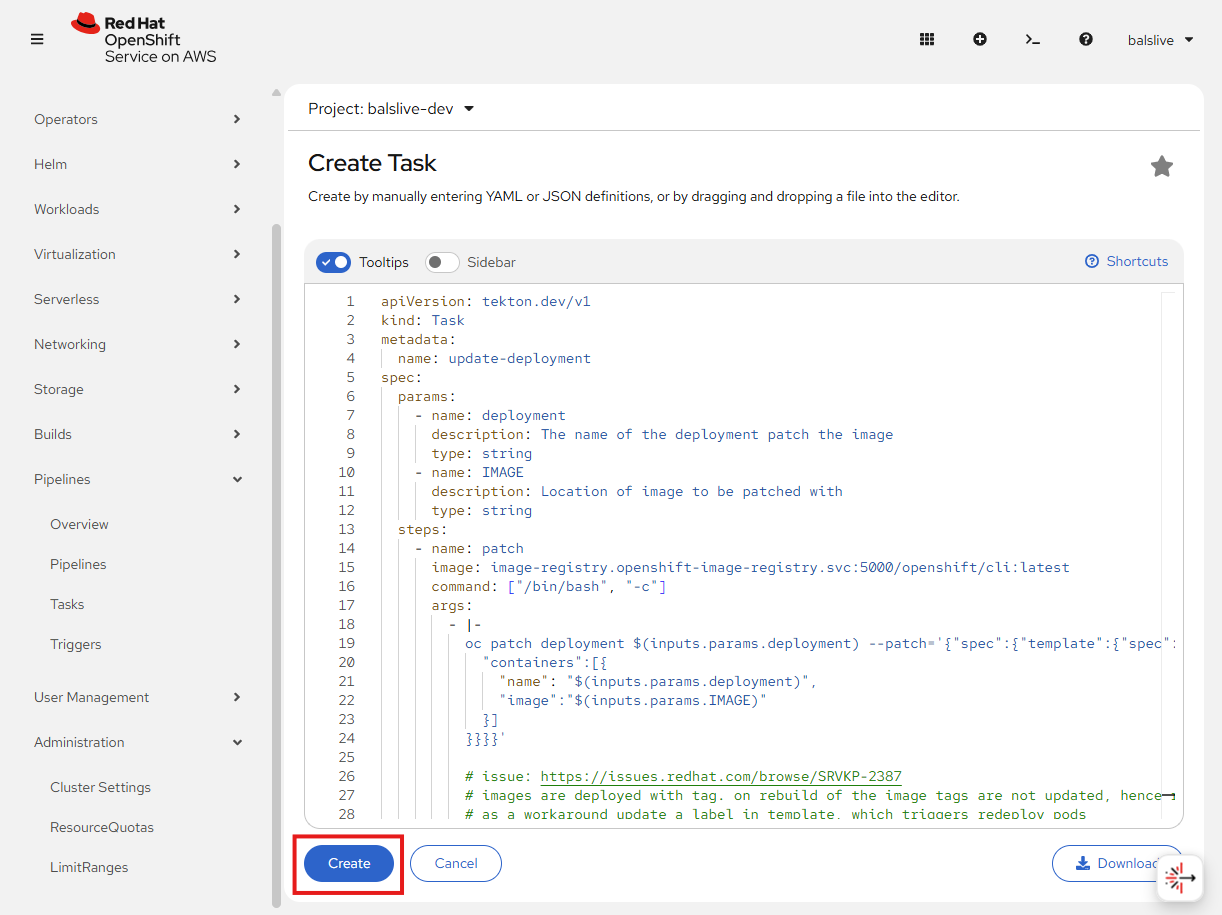 Red Hat
OpenShift
Service on AWS
balslive
Operators
Helm
Workloads
Virtualization
Serverless
Networking
Storage
Builds
Pipelines
Overview
Pipelines
Tasks
Triggers
User Management
Administration
Cluster Settings
ResourceQuotas
LimitRanges
Project: balslive-dev
Create Task
Create by manually entering YAML or JSON definitions, or by dragging and dropping a file into the editor.
Tooltips Sidebar Shortcuts
1 apiVersion: tekton.dev/v1
2 kind: Task
3 metadata:
4 name: update-deployment
5 spec:
6 params:
7 - name: deployment
8 description: The name of the deployment patch the image
9 type: string
10 - name: IMAGE
11 description: Location of image to be patched with
12 type: string
13 steps:
14 - name: patch
15 image: image-registry.openshift-image-registry.svc:5000/openshift/cli:latest
16 command: ["/bin/bash", "-c"]
17 args:
18 - |-
19 oc patch deployment $(inputs.params.deployment) --patch='{"spec":{"template":{"spec":
20 "containers":[{
21 "name": "$(inputs.params.deployment)",
22 "image":"$(inputs.params.IMAGE)"
23 }]
24 }}}}'
25
26 # issue: https://issues.redhat.com/browse/SRVKP-2387
27 # images are deployed with tag. on rebuild of the image tags are not updated, hence
28 # as a workaround update a label in template, which triggers redeploy pods
Create Cancel Download